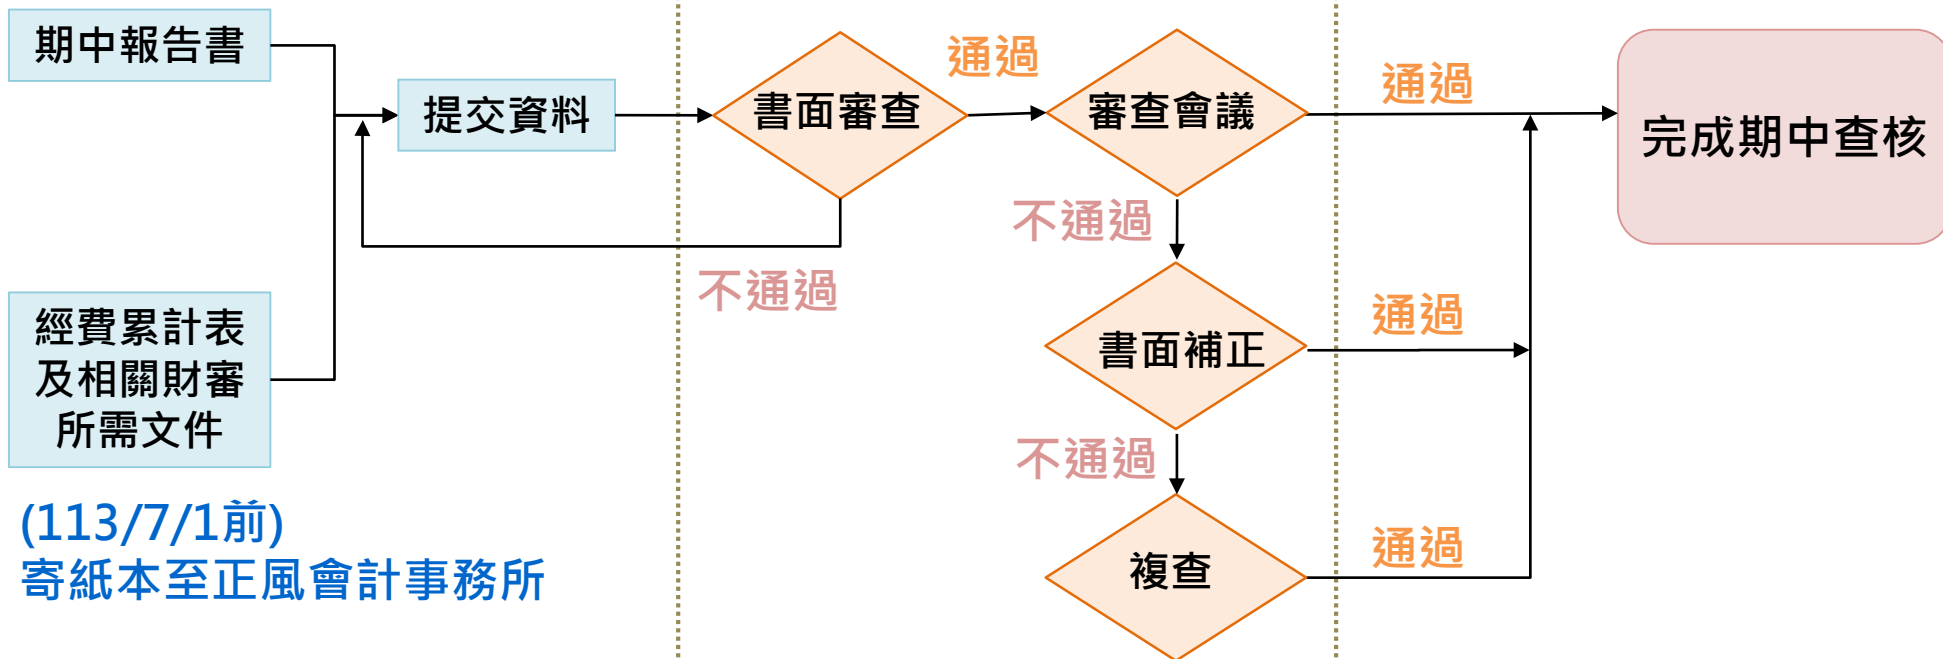 期中報告書
提交資料
書面審查
通過
審查會議
通過
完成期中查核
不通過
不通過
經費累計表
及相關財審
所需文件
書面補正
通過
不通過
複查
通過
(113/7/1前)
寄紙本至正風會計事務所